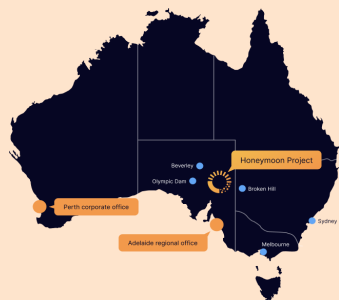 Honeymoon Project
Beverley
Olympic Dam
Broken Hill
Perth corporate office
Sydney
Adelaide regional office
Melbourne